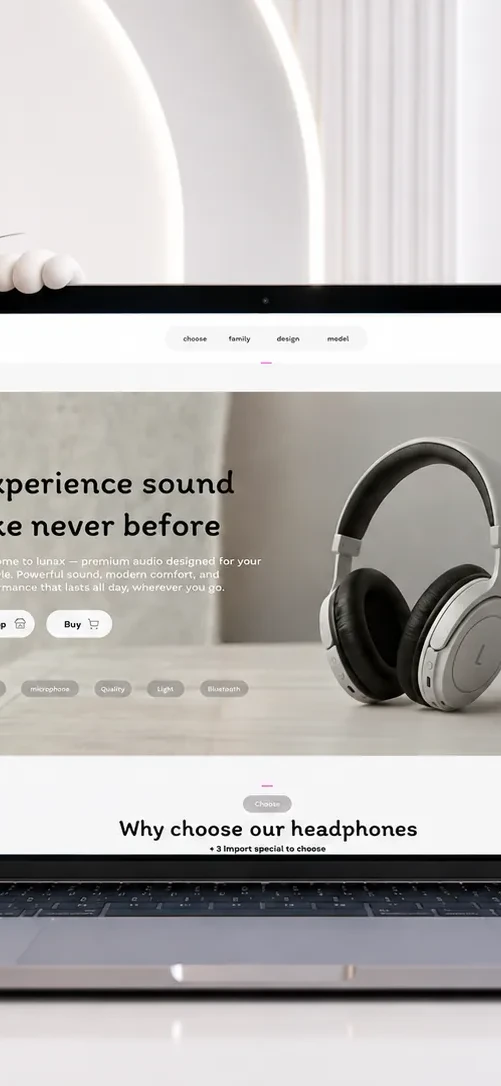 choose family design model
xperience sound
ke never before
ome to lunax — premium audio designed for your
le. Powerful sound, modern comfort, and
rmance that lasts all day, wherever you go.
p Buy
microphone Quality Light Bluetooth
L
Choose
Why choose our headphones
+ 3 Import special to choose